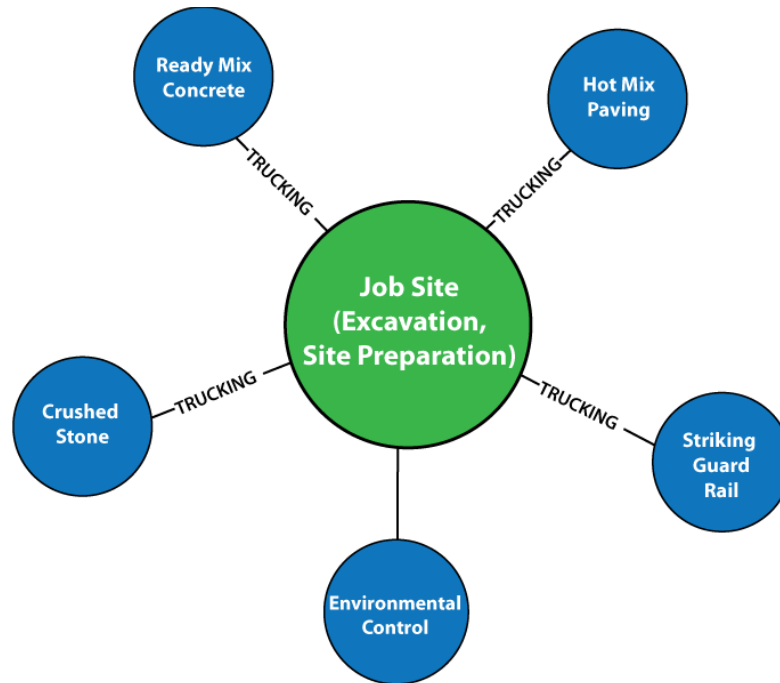 Ready Mix
Concrete
Hot Mix
Paving
TRUCKING
TRUCKING
Job Site
(Excavation,
Site Preparation)
TRUCKING
TRUCKING
Crushed
Stone
Striking
Guard
Rail
Environmental
Control